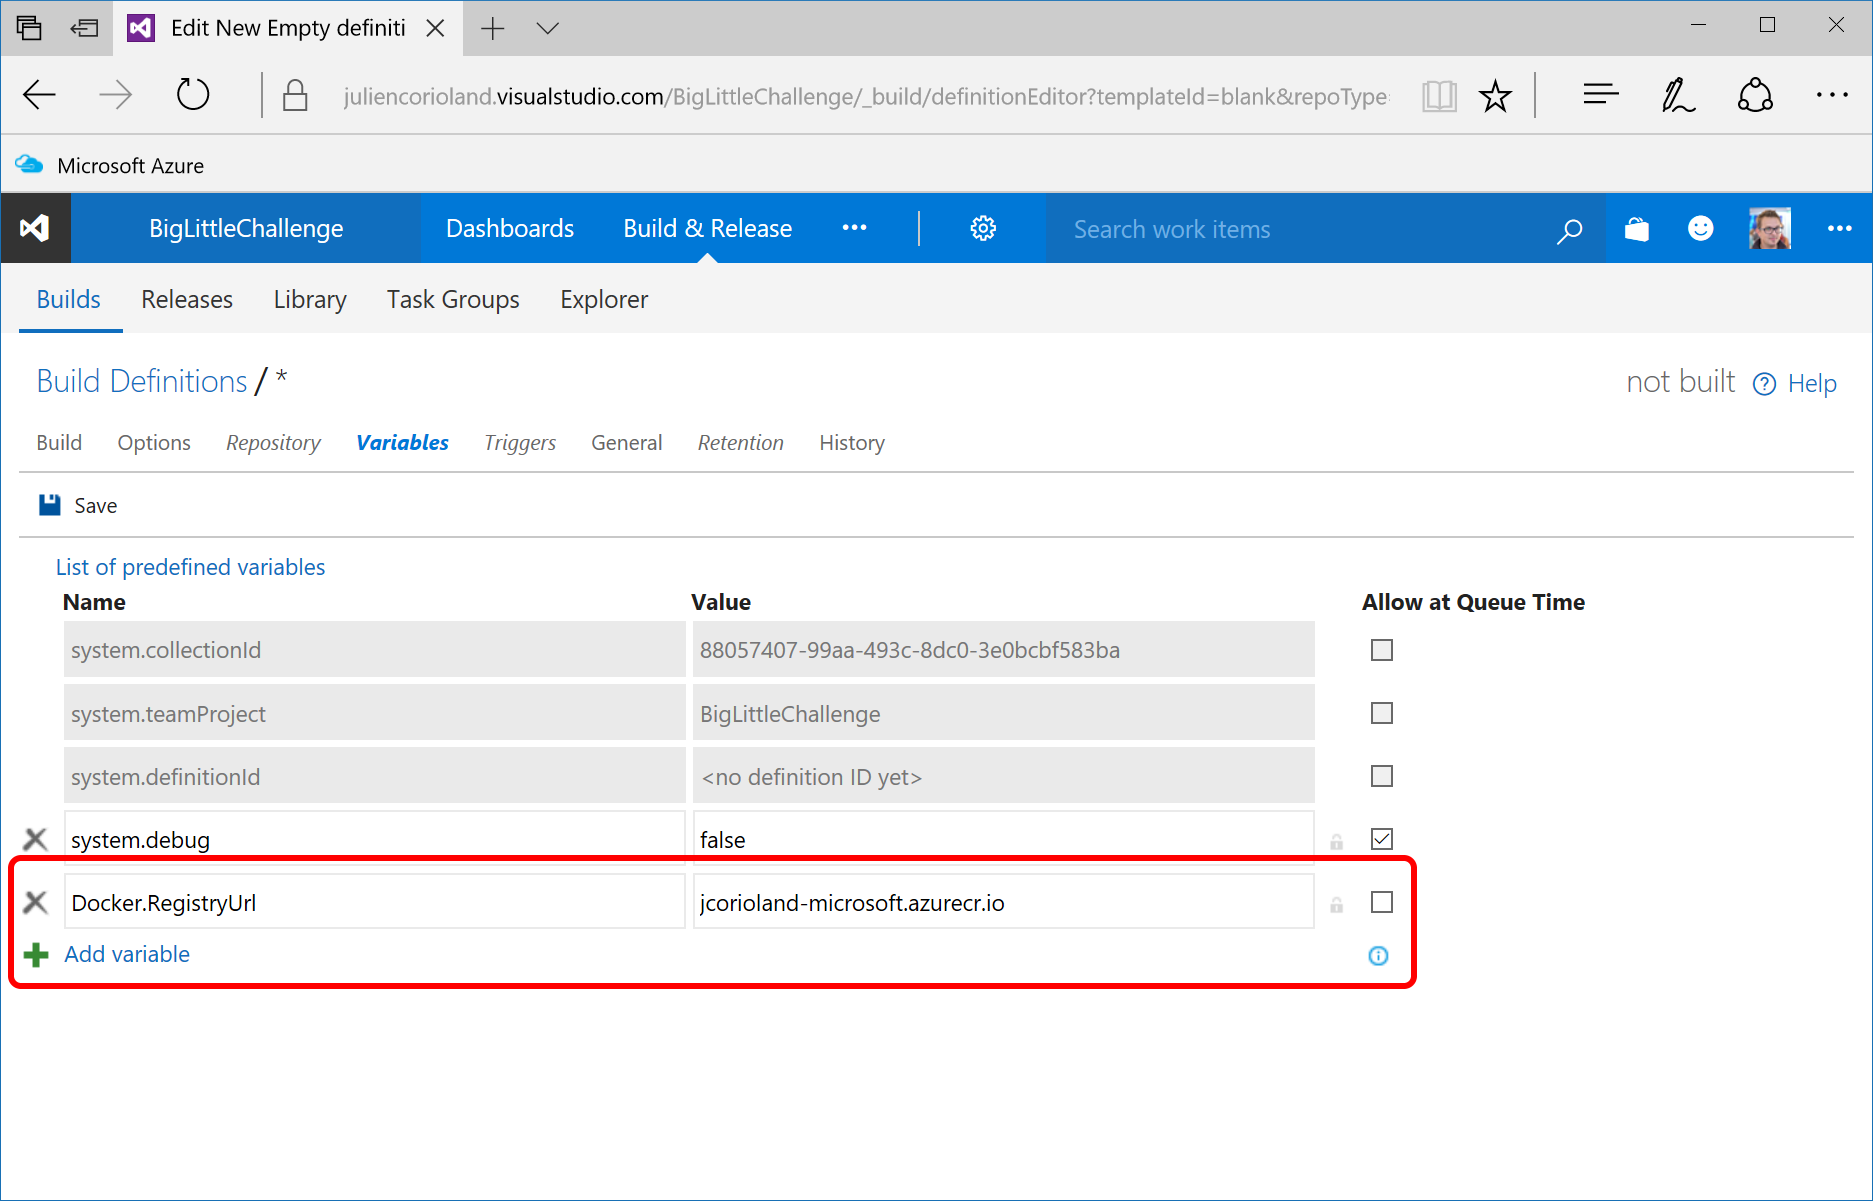 Edit New Empty definiti
juliencorioland.visualstudio.com/BigLittleChallenge/_build/definitionEditor?templateId=blank&repoType
Microsoft Azure
BigLittleChallenge Dashboards Build & Release Search work items
Builds Releases Library Task Groups Explorer
Build Definitions / * not built Help
Build Options Repository Variables Triggers General Retention History
Save
List of predefined variables
Name Value Allow at Queue Time
system.collectionId 88057407-99aa-493c-8dc0-3e0bcbf583ba
system.teamProject BigLittleChallenge
system.definitionId <no definition ID yet>
system.debug false
Docker.RegistryUrl jcorioland-microsoft.azurecr.io
Add variable